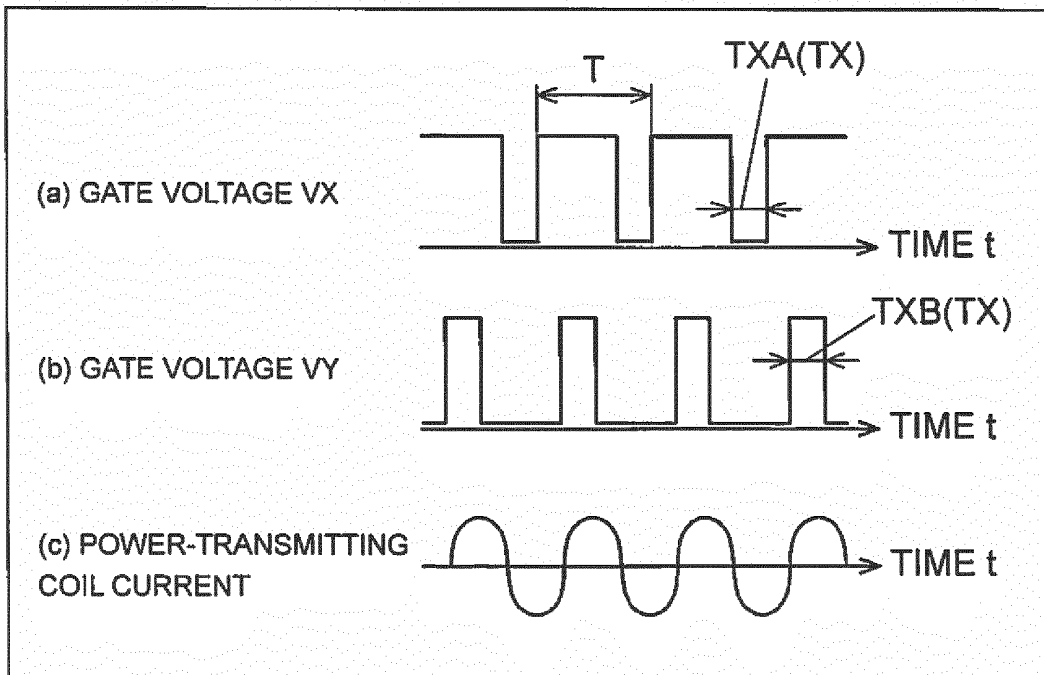 T
TXA(TX)
(a) GATE VOLTAGE VX
TIME t
TXB(TX)
(b) GATE VOLTAGE VY
TIME t
(c) POWER-TRANSMITTING
COIL CURRENT
TIME t